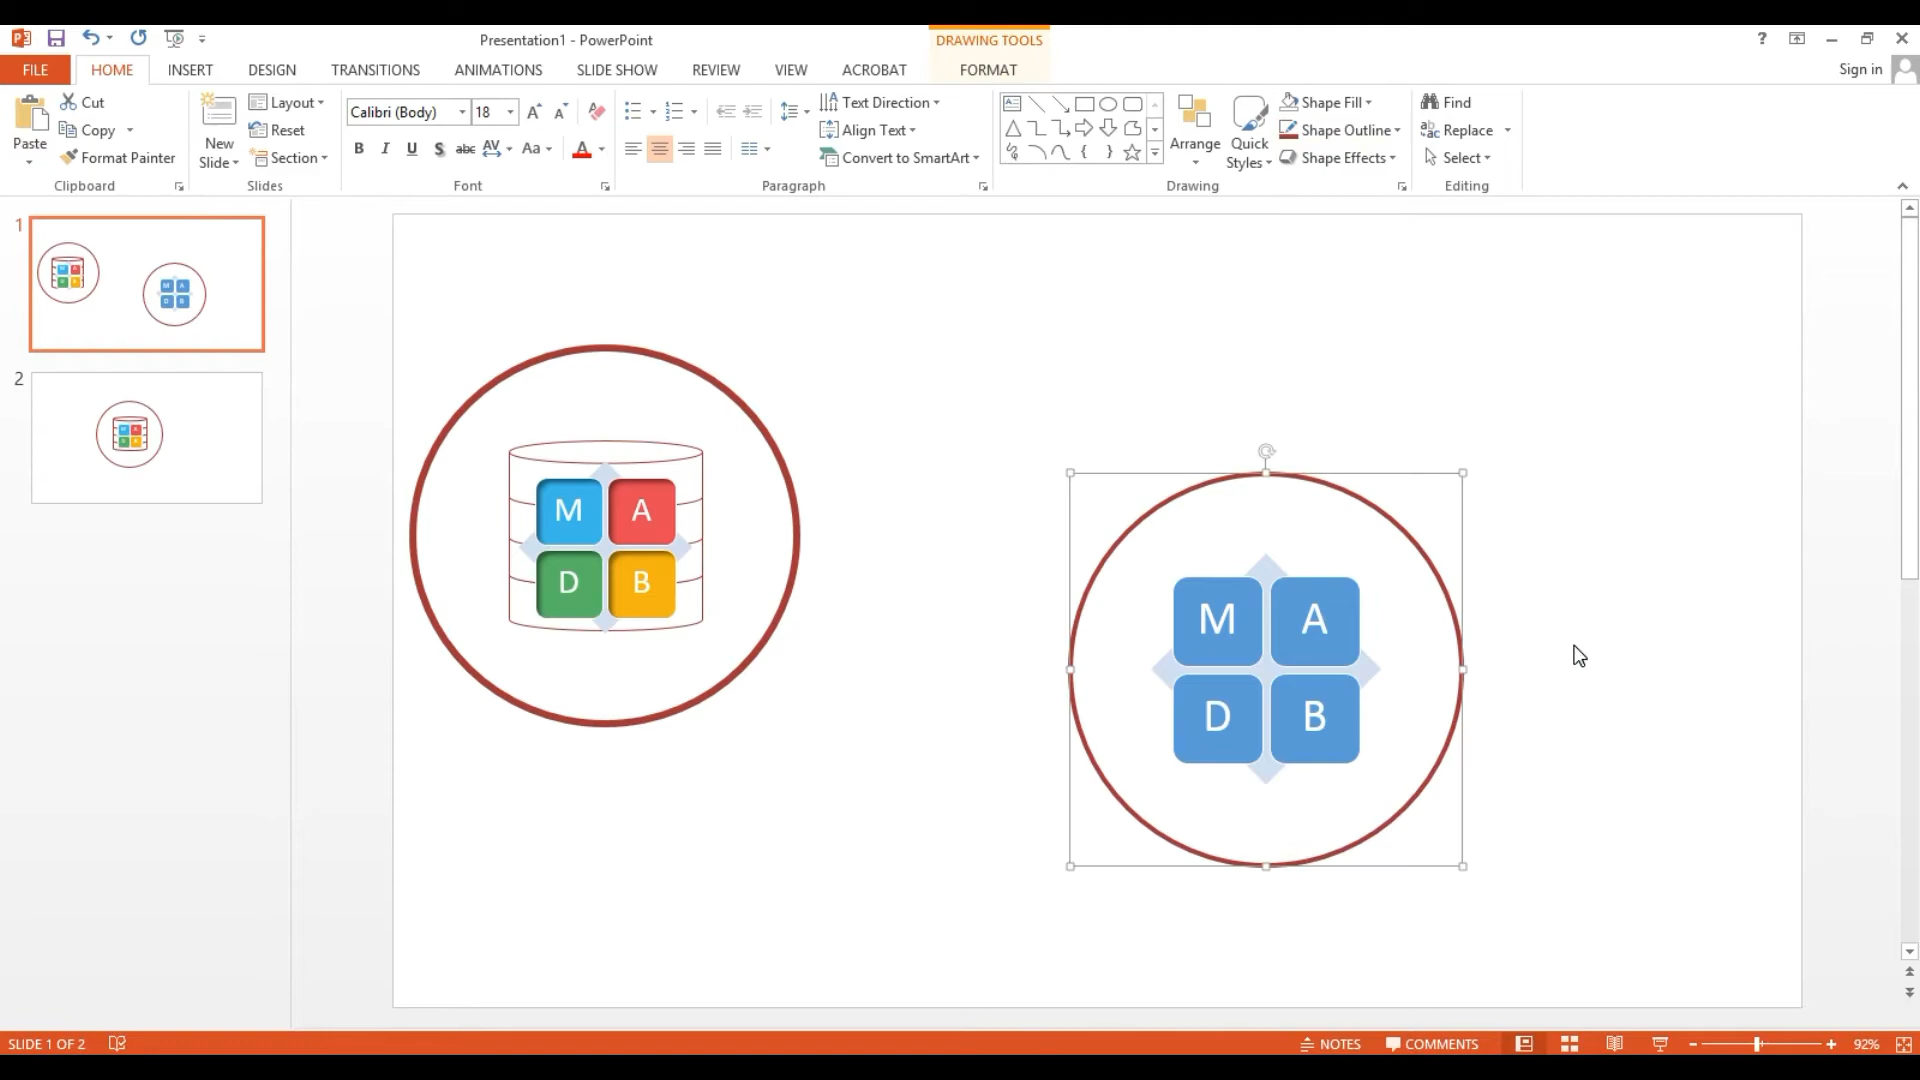 Presentation1 - PowerPoint
DRAWING TOOLS
?
FILE HOME INSERT DESIGN TRANSITIONS ANIMATIONS SLIDE SHOW REVIEW VIEW ACROBAT FORMAT Sign in
Paste
Cut
Copy
Format Painter
Clipboard
New
Slide
Layout
Reset
Section
Slides
Calibri (Body) 18
B I U S abc AV Aa A
Font
Text Direction
Align Text
Convert to SmartArt
Paragraph
Arrange
Quick
Styles
Shape Fill
Shape Outline
Shape Effects
Drawing
Find
Replace
Select
Editing
1
2
M A
D B
M A
D B
SLIDE 1 OF 2 NOTES COMMENTS 92%